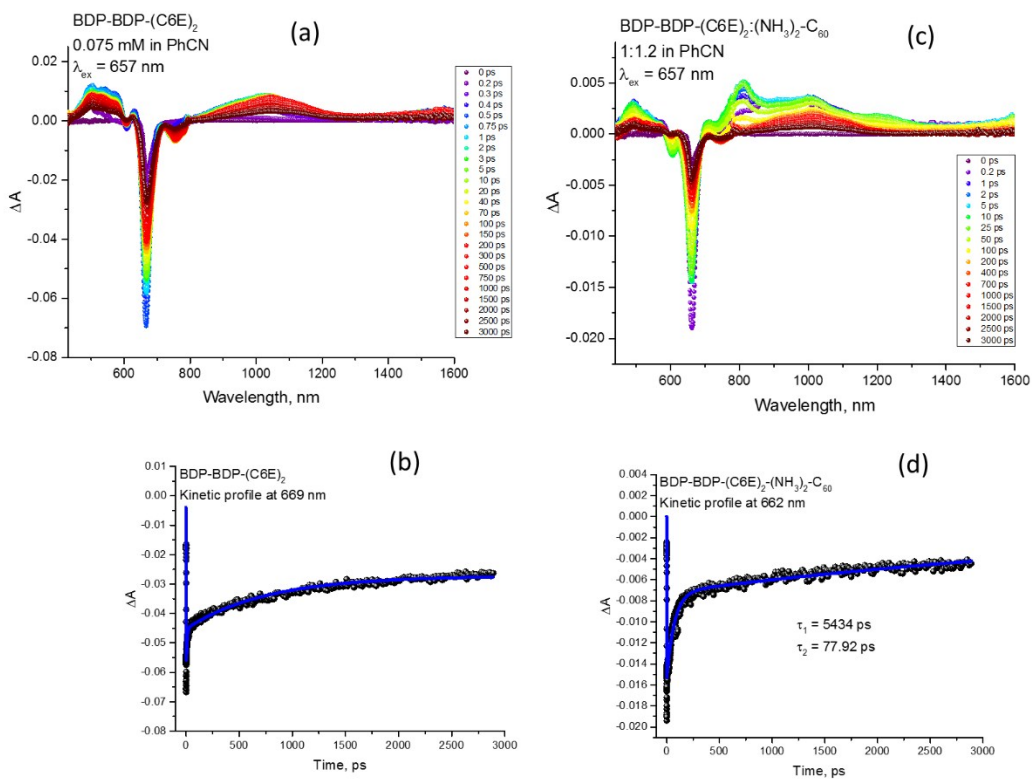 BDP-BDP-(C6E)₂
(a)
0.075 mM in PhCN
λₑₓ = 657 nm
0.02
0.00
-0.02
-0.04
-0.06
-0.08
ΔA
600
800
1000
1200
1400
1600
Wavelength, nm
0 ps
0.2 ps
0.3 ps
0.4 ps
0.5 ps
0.75 ps
1 ps
2 ps
3 ps
5 ps
10 ps
20 ps
40 ps
70 ps
100 ps
150 ps
200 ps
300 ps
500 ps
750 ps
1000 ps
1500 ps
2000 ps
2500 ps
3000 ps
BDP-BDP-(C6E)₂:(NH₃)₂-C₆₀
(c)
1:1.2 in PhCN
λₑₓ = 657 nm
0.005
0.000
-0.005
-0.010
-0.015
-0.020
ΔA
600
800
1000
1200
1400
1600
Wavelength, nm
0 ps
0.2 ps
1 ps
2 ps
5 ps
10 ps
25 ps
50 ps
100 ps
200 ps
400 ps
700 ps
1000 ps
1500 ps
2000 ps
2500 ps
3000 ps
(b)
BDP-BDP-(C6E)₂
Kinetic profile at 669 nm
0.01
0.00
-0.01
-0.02
-0.03
-0.04
-0.05
-0.06
-0.07
-0.08
ΔA
0
500
1000
1500
2000
2500
3000
Time, ps
(d)
BDP-BDP-(C6E)₂-(NH₃)₂-C₆₀
Kinetic profile at 662 nm
0.004
0.002
0.000
-0.002
-0.004
-0.006
-0.008
-0.010
-0.012
-0.014
-0.016
-0.018
-0.020
ΔA
τ₁ = 5434 ps
τ₂ = 77.92 ps
0
500
1000
1500
2000
2500
3000
Time, ps